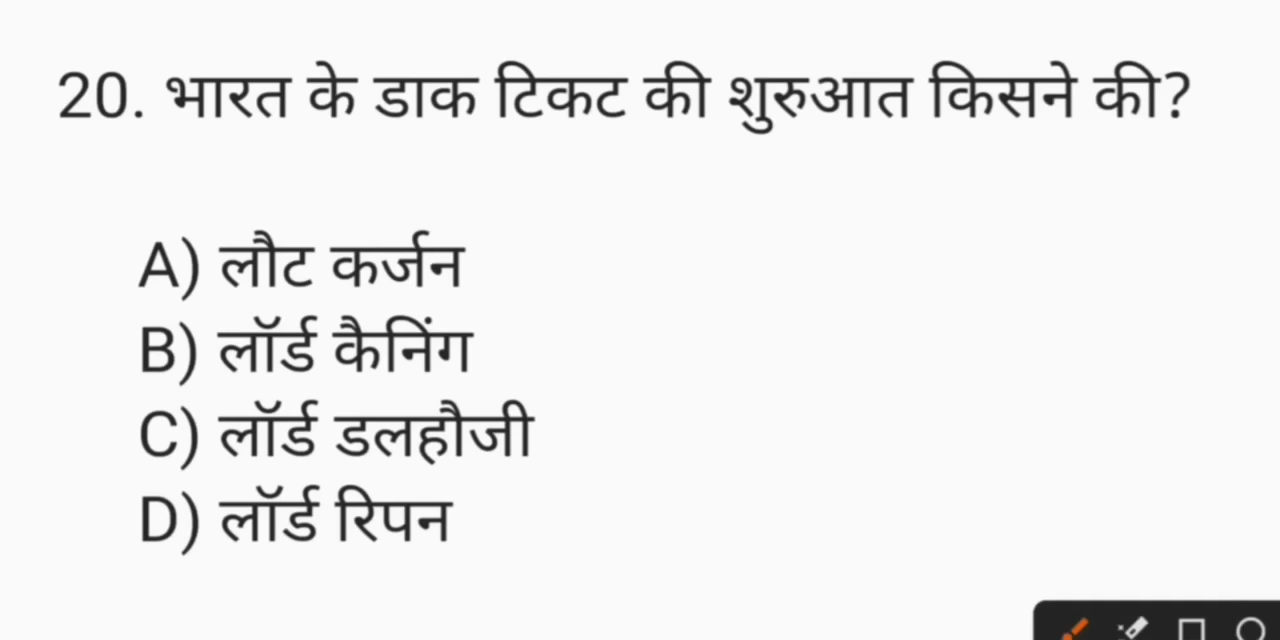 20. भारत के डाक टिकट की शुरुआत किसने की?
A) लौट कर्जन
B) लॉर्ड कैनिंग
C) लॉर्ड डलहौजी
D) लॉर्ड रिपन